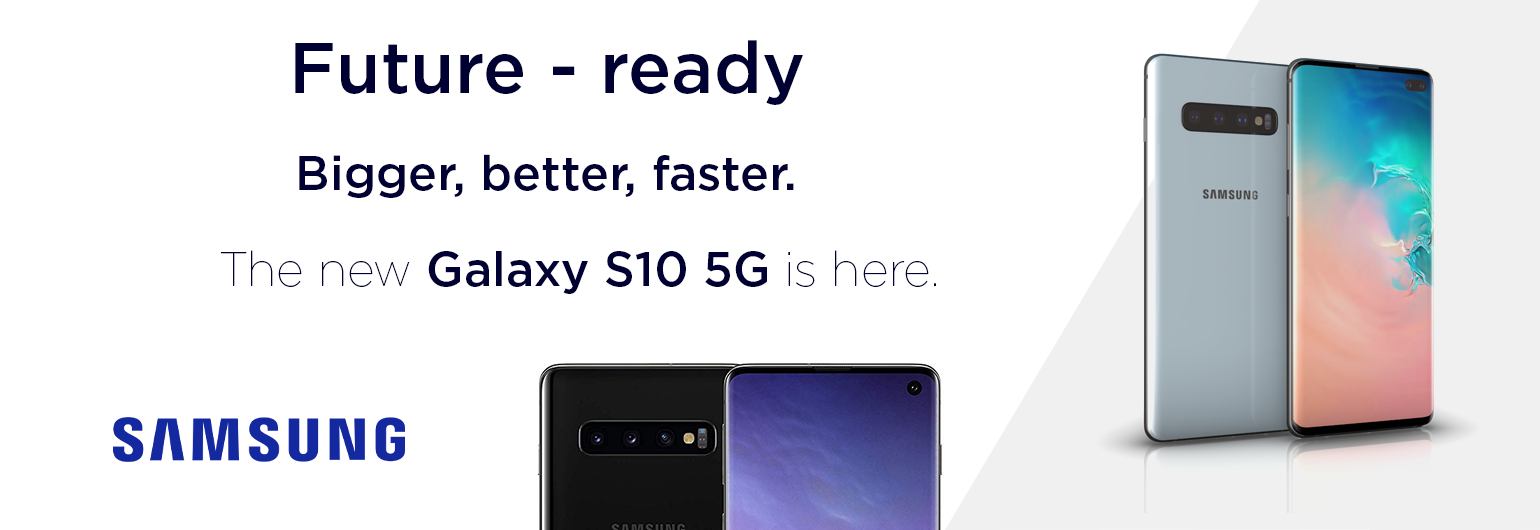 Future - ready
Bigger, better, faster.
The new Galaxy S10 5G is here.
SAMSUNG
SAMSUNG
SAMSUNG